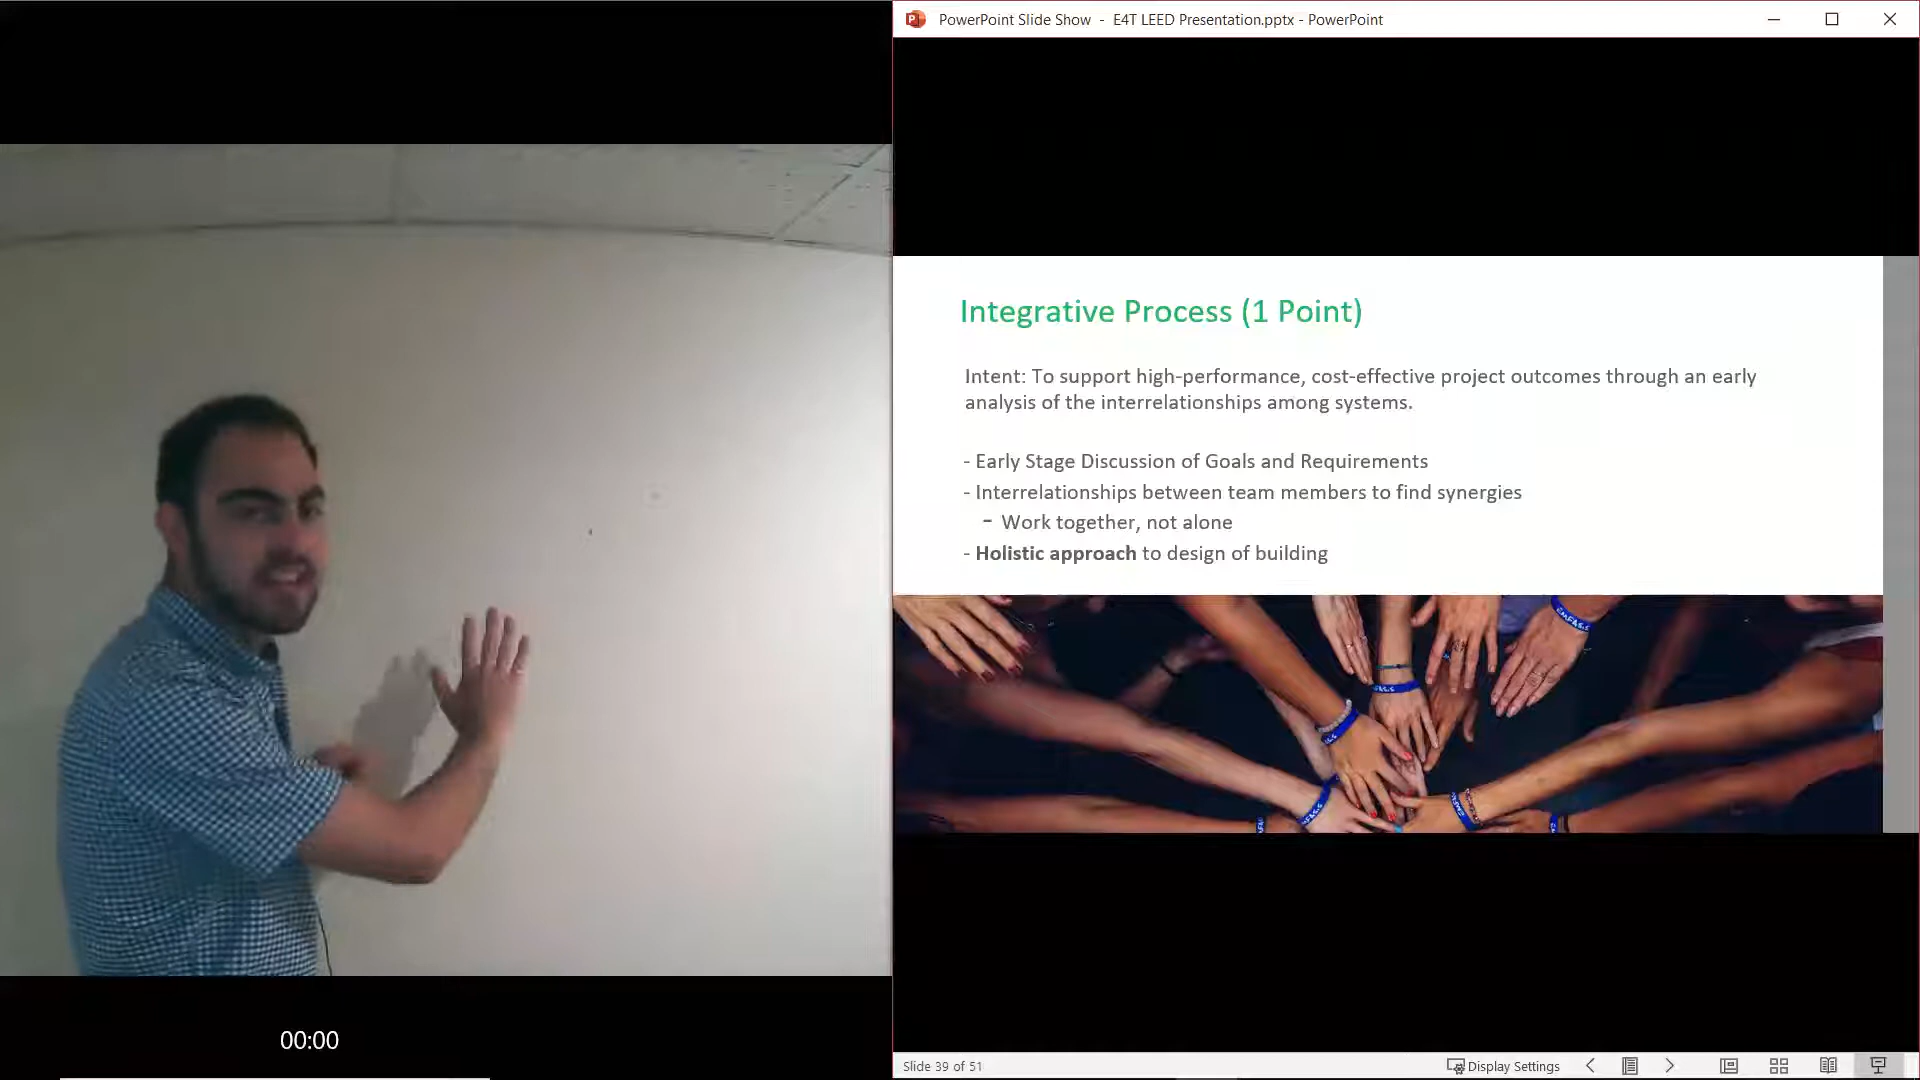 PowerPoint Slide Show - E4T LEED Presentation.pptx - PowerPoint
Integrative Process (1 Point)
Intent: To support high-performance, cost-effective project outcomes through an early
analysis of the interrelationships among systems.
- Early Stage Discussion of Goals and Requirements
- Interrelationships between team members to find synergies
- Work together, not alone
- Holistic approach to design of building
00:00
Slide 39 of 51
Display Settings